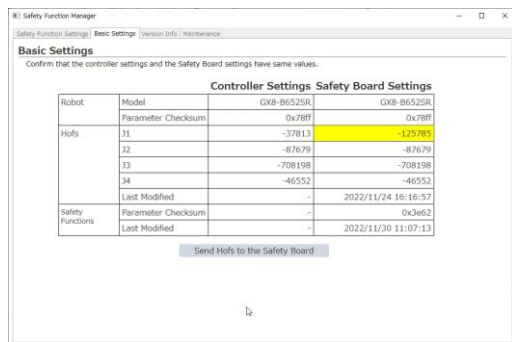 Safety Function Manager
Safety Function Settings Basic Settings Version Info Maintenance
Basic Settings
Confirm that the controller settings and the Safety Board settings have same values.
Controller Settings Safety Board Settings
Robot Model GX8-B652SR GX8-B652SR
Parameter Checksum 0x78ff 0x78ff
Hofs J1 -37813 -125785
J2 -87679 -87679
J3 -708198 -708198
J4 -46552 -46552
Last Modified - 2022/11/24 16:16:57
Safety Functions Parameter Checksum - 0x3e62
Last Modified - 2022/11/30 11:07:13
Send Hofs to the Safety Board